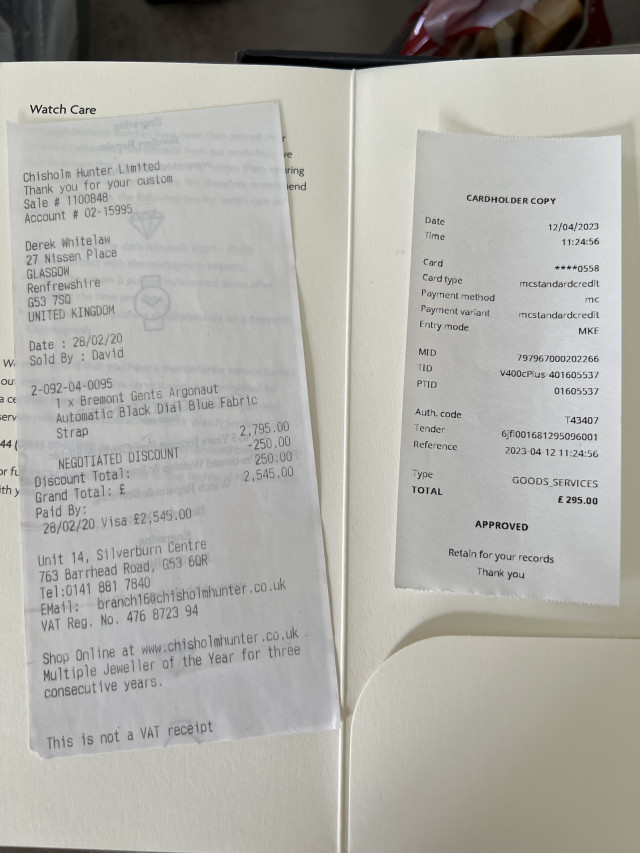 Watch Care
Chisholm Hunter Limited
Thank you for your custom
Sale # 1100848
Account # 02-15995
Derek Whitelaw
27 Nissen Place
GLASGOW
Renfrewshire
G53 7SQ
UNITED KINGDOM
Date : 28/02/20
Sold By : David
2-092-04-0095
1 x Bremont Gents Argonaut
Automatic Black Dial Blue Fabric
Strap 2,795.00
NEGOTIATED DISCOUNT -250.00
Discount Total: 250.00
Grand Total: £ 2,545.00
Paid By:
28/02/20 Visa £2,545.00
Unit 14, Silverburn Centre
763 Barrhead Road, G53 6QR
Tel:0141 881 7840
EMail: branch16@chisholmhunter.co.uk
VAT Reg. No. 476 8723 94
Shop Online at www.chisholmhunter.co.uk
Multiple Jeweller of the Year for three
consecutive years.
This is not a VAT receipt
CARDHOLDER COPY
Date 12/04/2023
Time 11:24:56
Card ****0558
Card type mcstandardcredit
Payment method mc
Payment variant mcstandardcredit
Entry mode MKE
MID 797967000202266
TID V400cPlus-401605537
PTID 01605537
Auth. code T43407
Tender 6jfl001681295096001
Reference 2023-04-12 11:24:56
Type GOODS_SERVICES
TOTAL £ 295.00
APPROVED
Retain for your records
Thank you